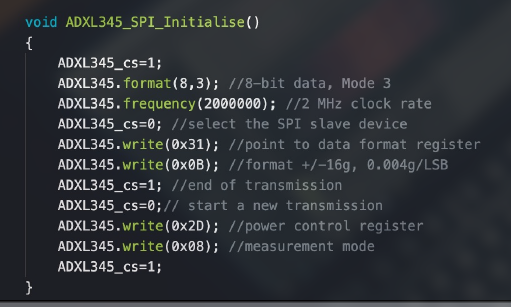 void ADXL345_SPI_Initialise()
{
ADXL345_cs=1;
ADXL345.format(8,3); //8-bit data, Mode 3
ADXL345.frequency(2000000); //2 MHz clock rate
ADXL345_cs=0; //select the SPI slave device
ADXL345.write(0x31); //point to data format register
ADXL345.write(0x0B); //format +/-16g, 0.004g/LSB
ADXL345_cs=1; //end of transmission
ADXL345_cs=0;// start a new transmission
ADXL345.write(0x2D); //power control register
ADXL345.write(0x08); //measurement mode
ADXL345_cs=1;
}